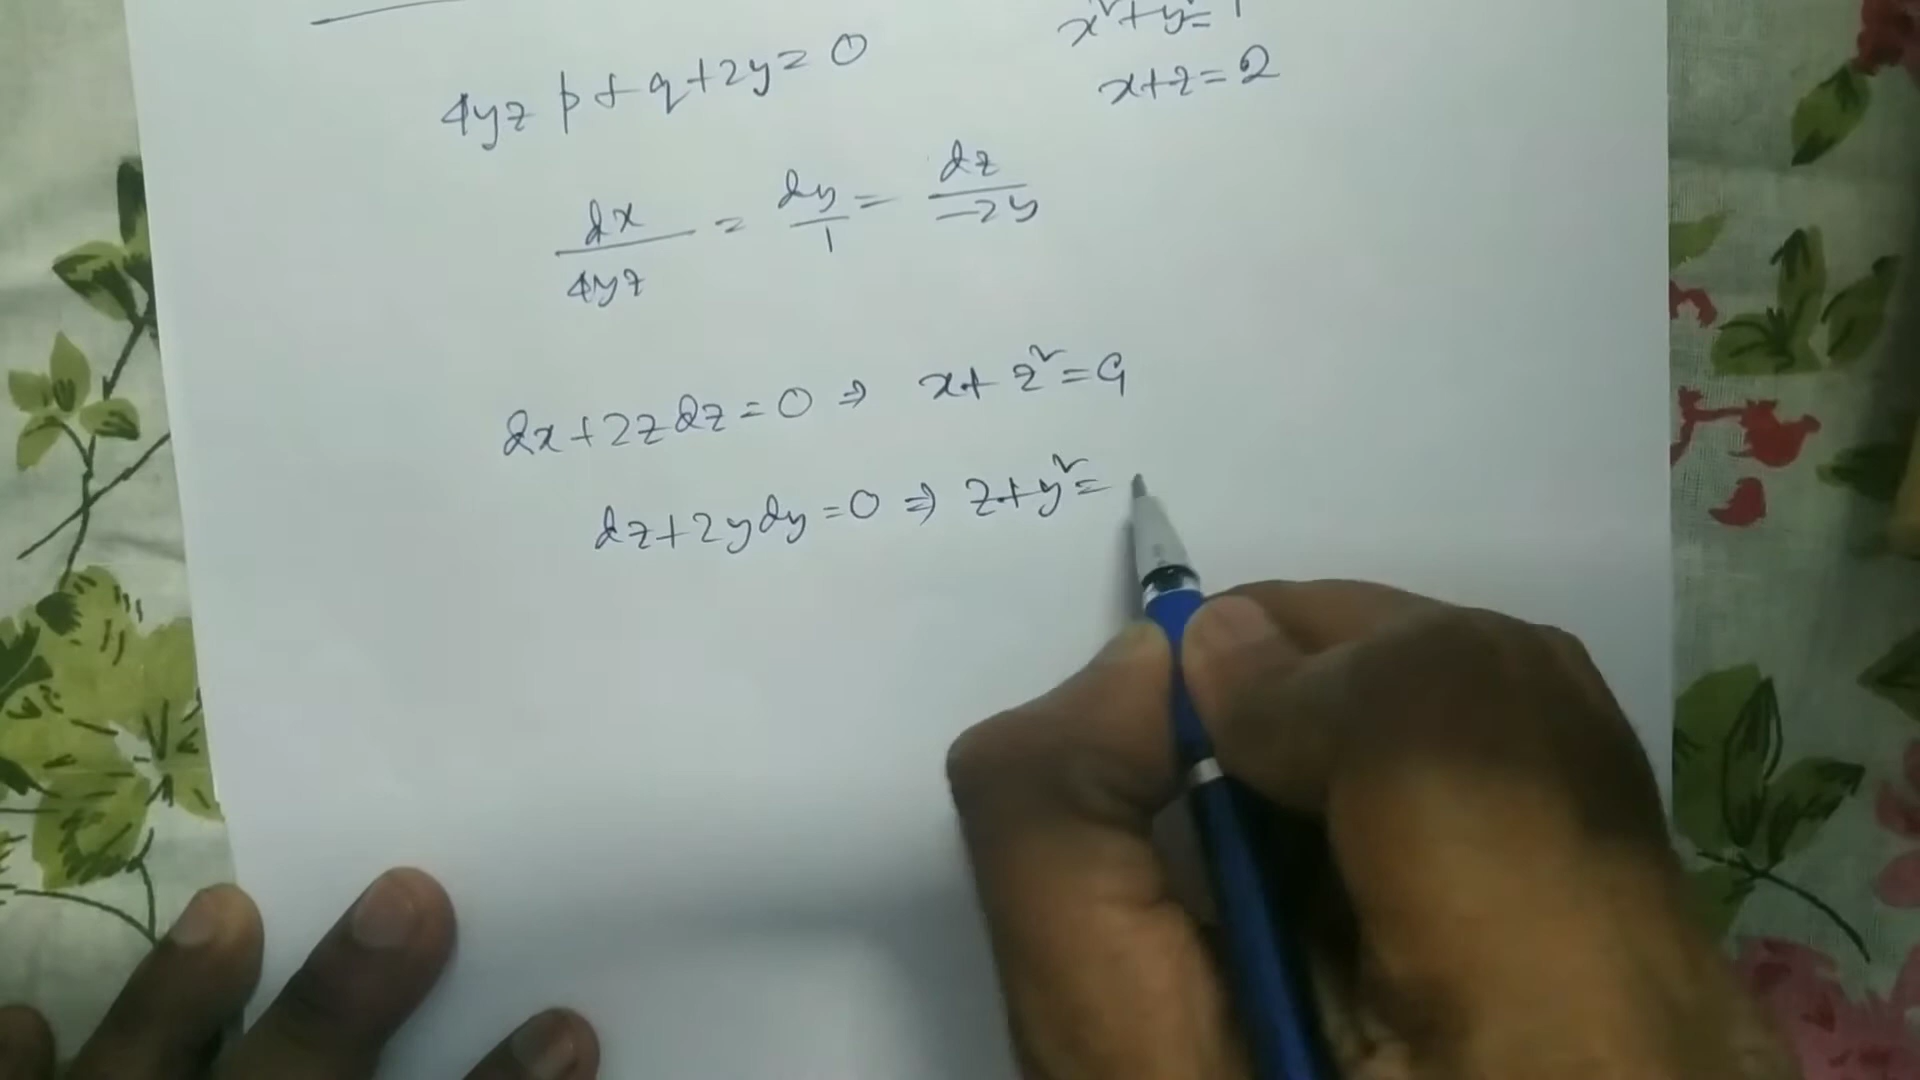 4yz p + q + 2y = 0
x² + y² = 1
x + z = 2
dx/4yz = dy/1 = dz/-2y
dx + 2z dz = 0 ⇒ x + z² = C₁
dz + 2y dy = 0 ⇒ z + y² =